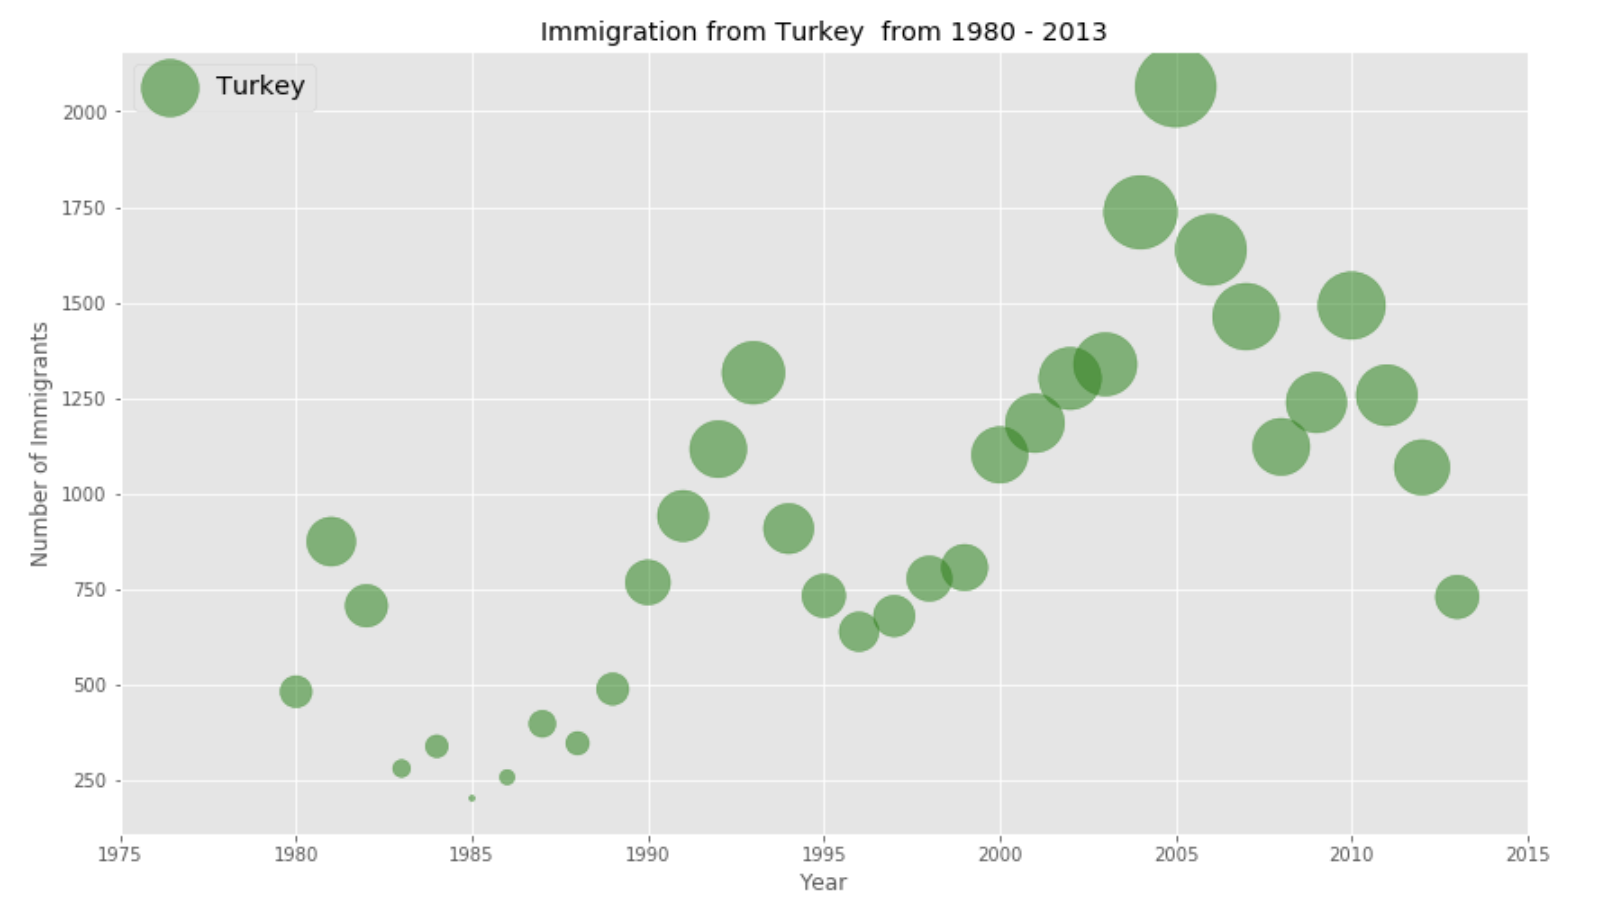 Immigration from Turkey  from 1980 - 2013
Turkey
2000
1750
1500
1250
1000
750
500
250
Number of Immigrants
1975 1980 1985 1990 1995 2000 2005 2010 2015
Year